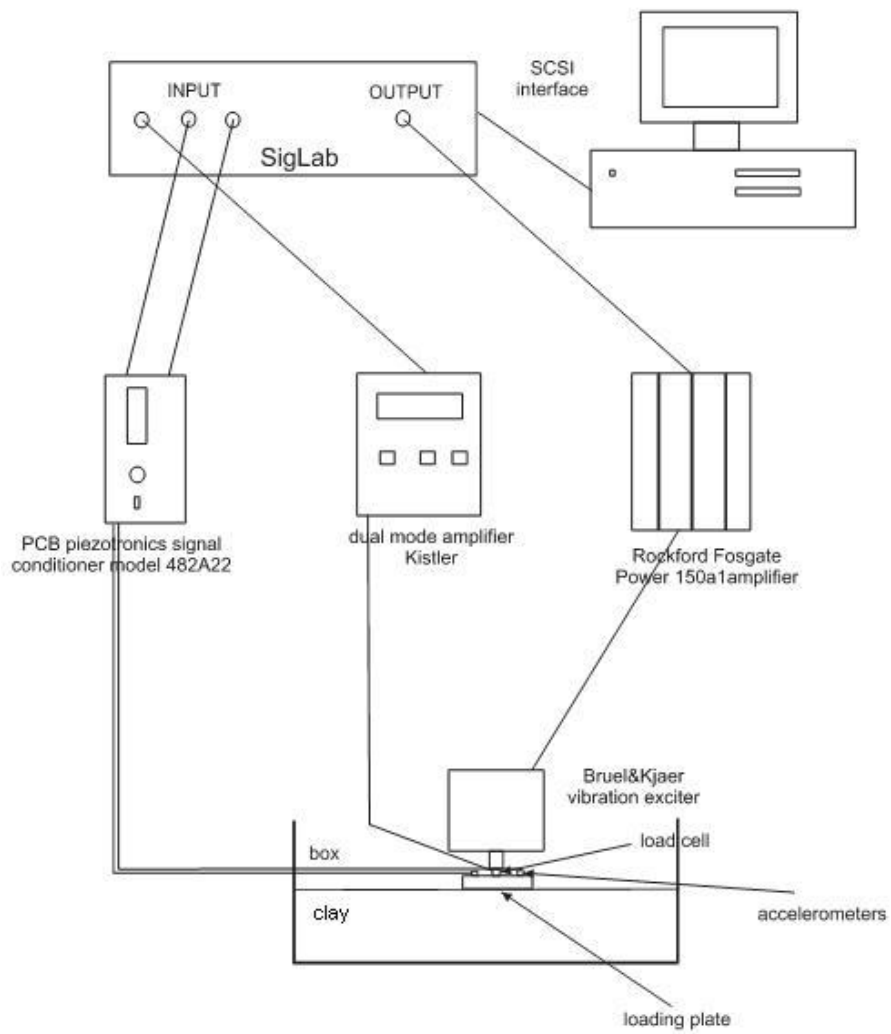 SCSI
interface
INPUT
OUTPUT
SigLab
PCB piezotronics signal
conditioner model 482A22
dual mode amplifier
Kistler
Rockford Fosgate
Power 150a1amplifier
Bruel&Kjaer
vibration exciter
load cell
box
clay
accelerometers
loading plate